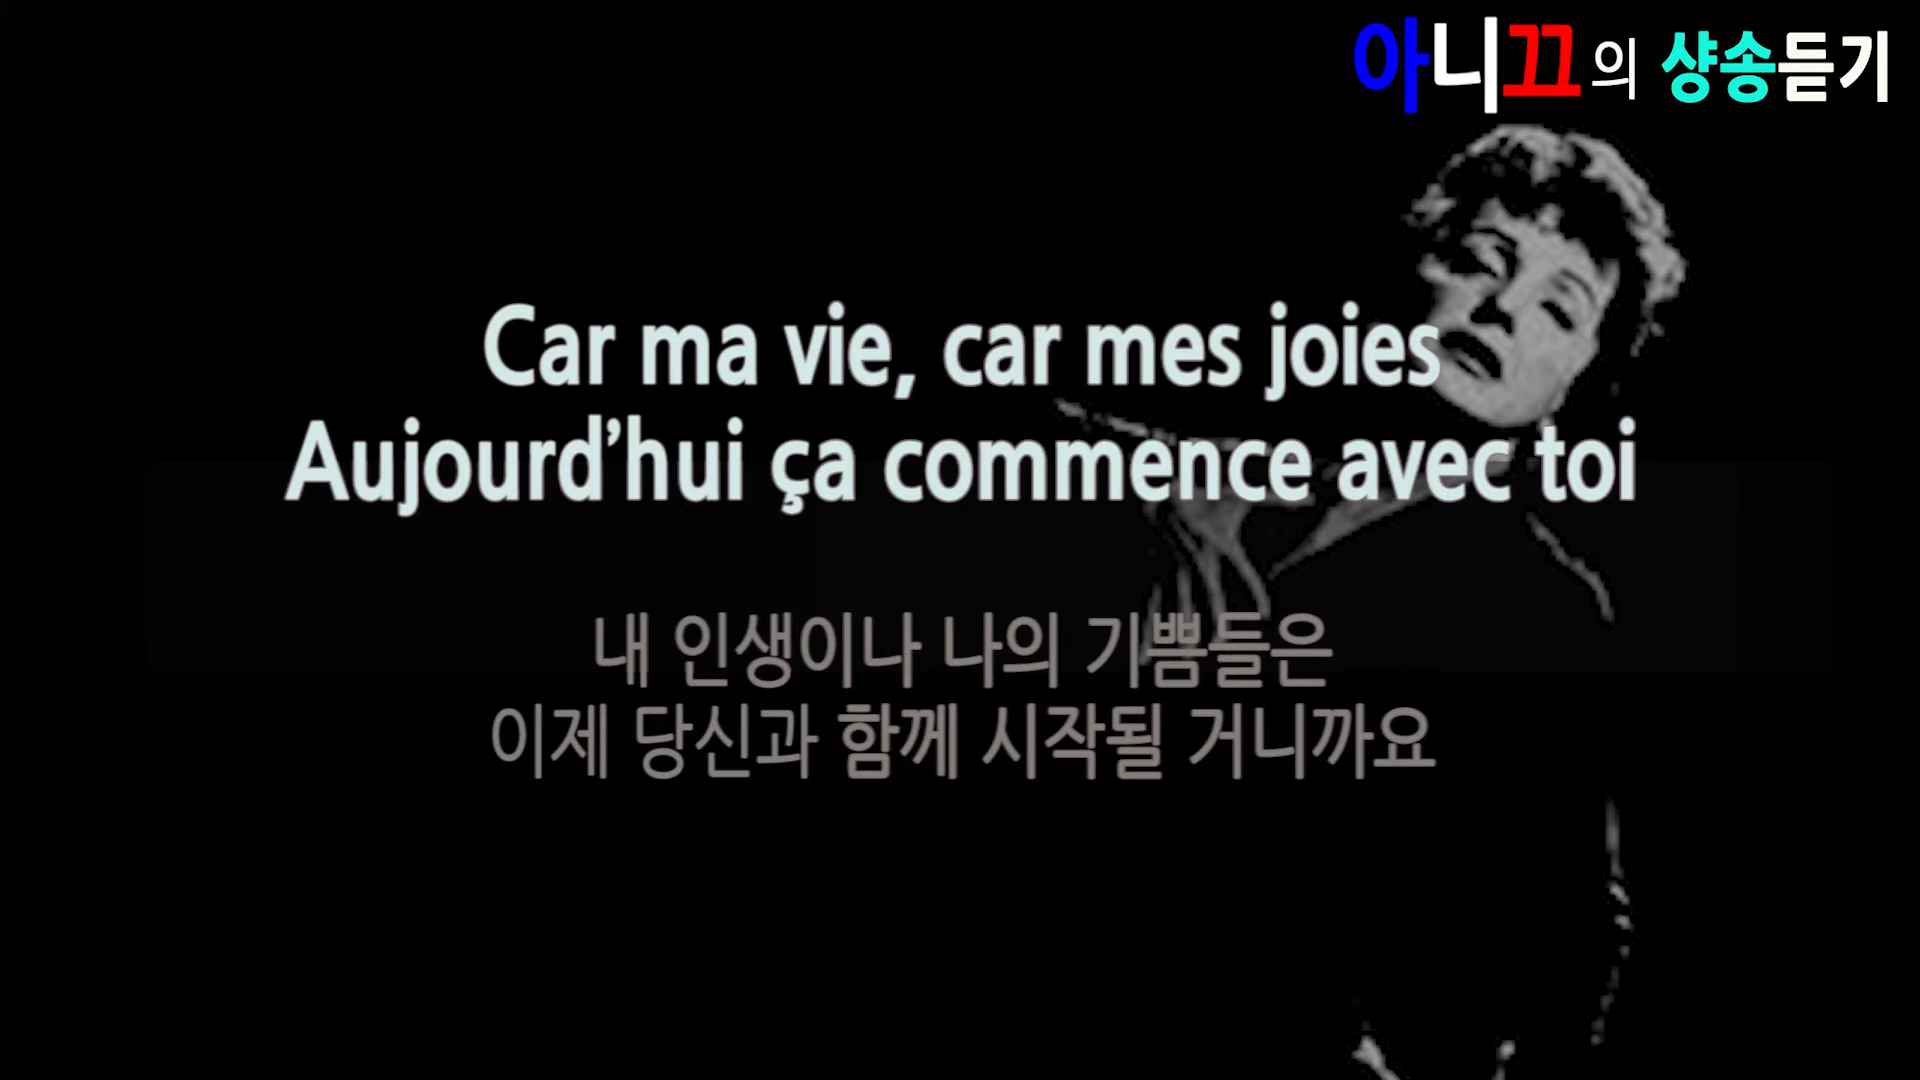 아니끄의 샹송듣기
Car ma vie, car mes joies
Aujourd’hui ça commence avec toi
내 인생이나 나의 기쁨들은
이제 당신과 함께 시작될 거니까요